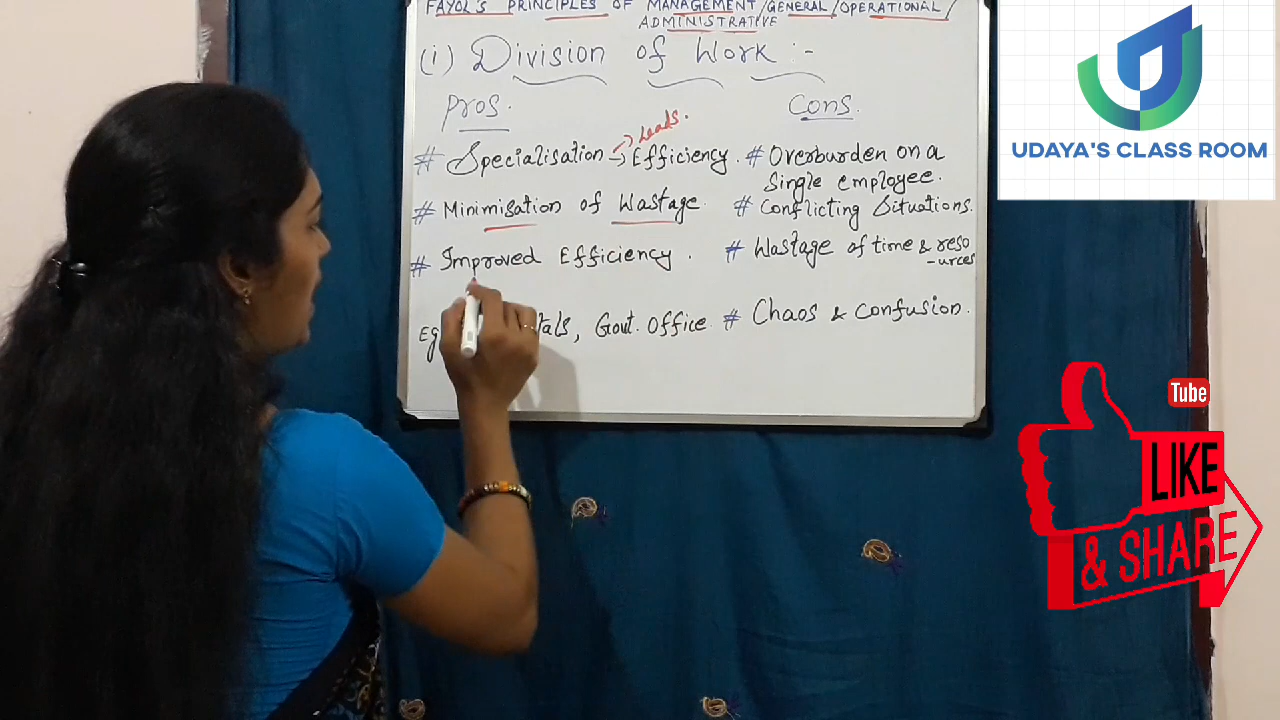 FAYOL'S PRINCIPLES OF MANAGEMENT/GENERAL/OPERATIONAL/
ADMINISTRATIVE
(i) Division of Work :-
Pros.
Cons.
leads.
# Specialisation → Efficiency.
# Minimisation of Wastage.
# Improved Efficiency.
Eg
tals, Govt. Office
# Overburden on a
Single employee.
# Conflicting Situations.
# Wastage of time & reso
-urces
# Chaos & Confusion.
UDAYA'S CLASS ROOM
Tube
LIKE
& SHARE